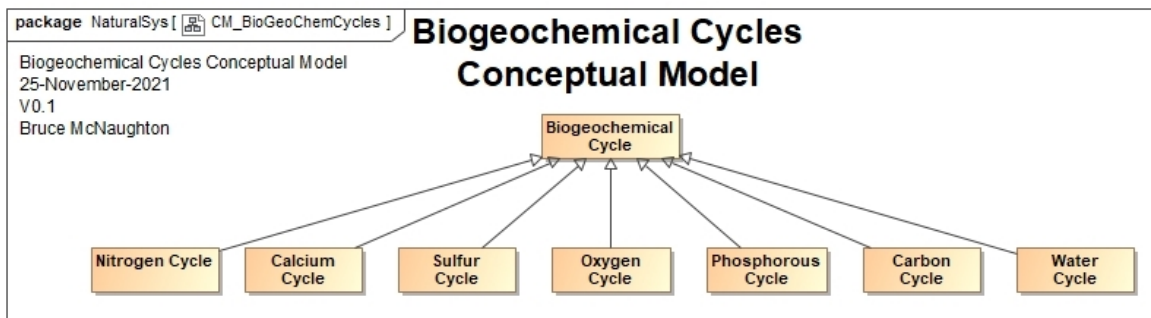 package NaturalSys [ CM_BioGeoChemCycles ]
Biogeochemical Cycles
Conceptual Model
Biogeochemical Cycles Conceptual Model
25-November-2021
V0.1
Bruce McNaughton
Biogeochemical
Cycle
Nitrogen Cycle
Calcium
Cycle
Sulfur
Cycle
Oxygen
Cycle
Phosphorous
Cycle
Carbon
Cycle
Water
Cycle